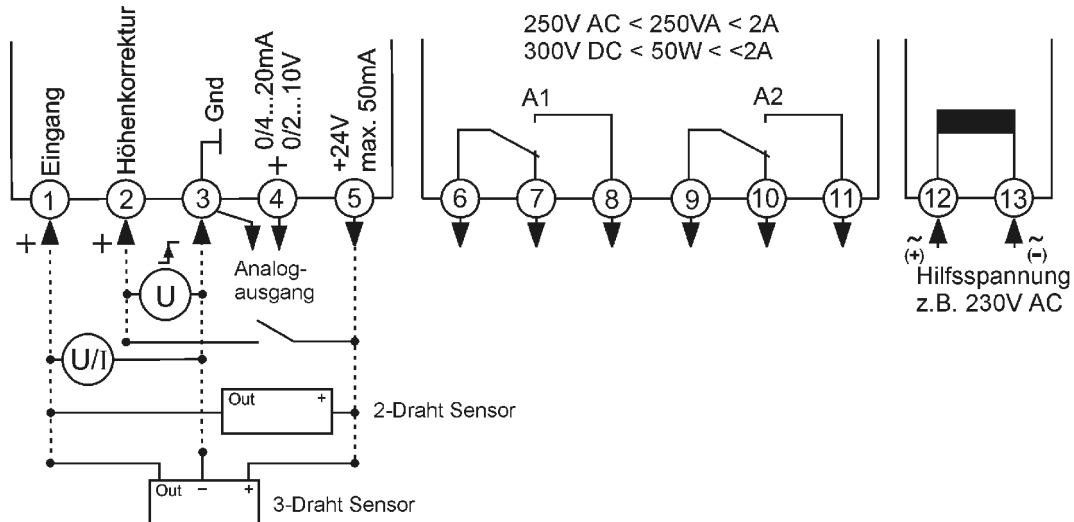 250V AC < 250VA < 2A
300V DC < 50W < <2A
Eingang
Höhenkorrektur
Gnd
+ 0/4...20mA
0/2...10V
+24V
max. 50mA
A1
A2
1
2
3
4
5
6
7
8
9
10
11
12
13
+
+
Analog-
ausgang
U
U/I
~
(+)
~
(-)
Hilfsspannung
z.B. 230V AC
Out +
2-Draht Sensor
Out - +
3-Draht Sensor